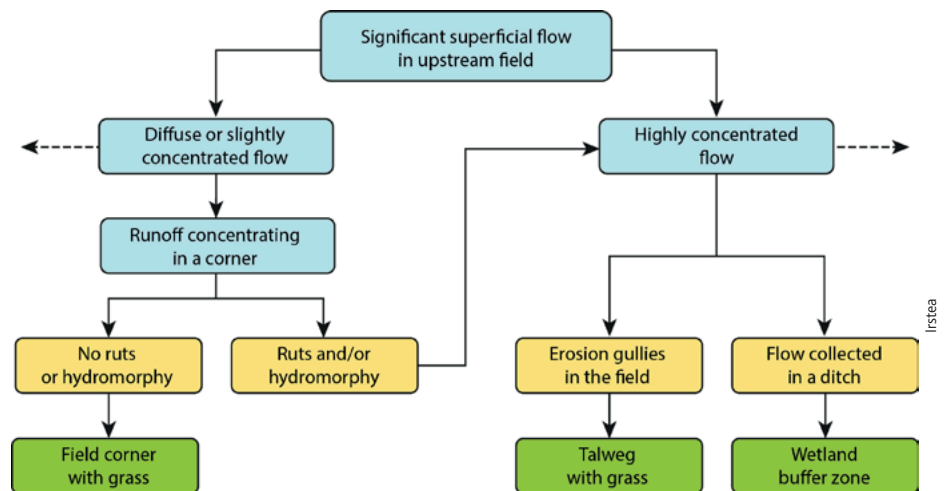 Significant superficial flow
in upstream field
Diffuse or slightly
concentrated flow
Highly concentrated
flow
Runoff concentrating
in a corner
No ruts
or hydromorphy
Ruts and/or
hydromorphy
Erosion gullies
in the field
Flow collected
in a ditch
Field corner
with grass
Talweg
with grass
Wetland
buffer zone
Irstea